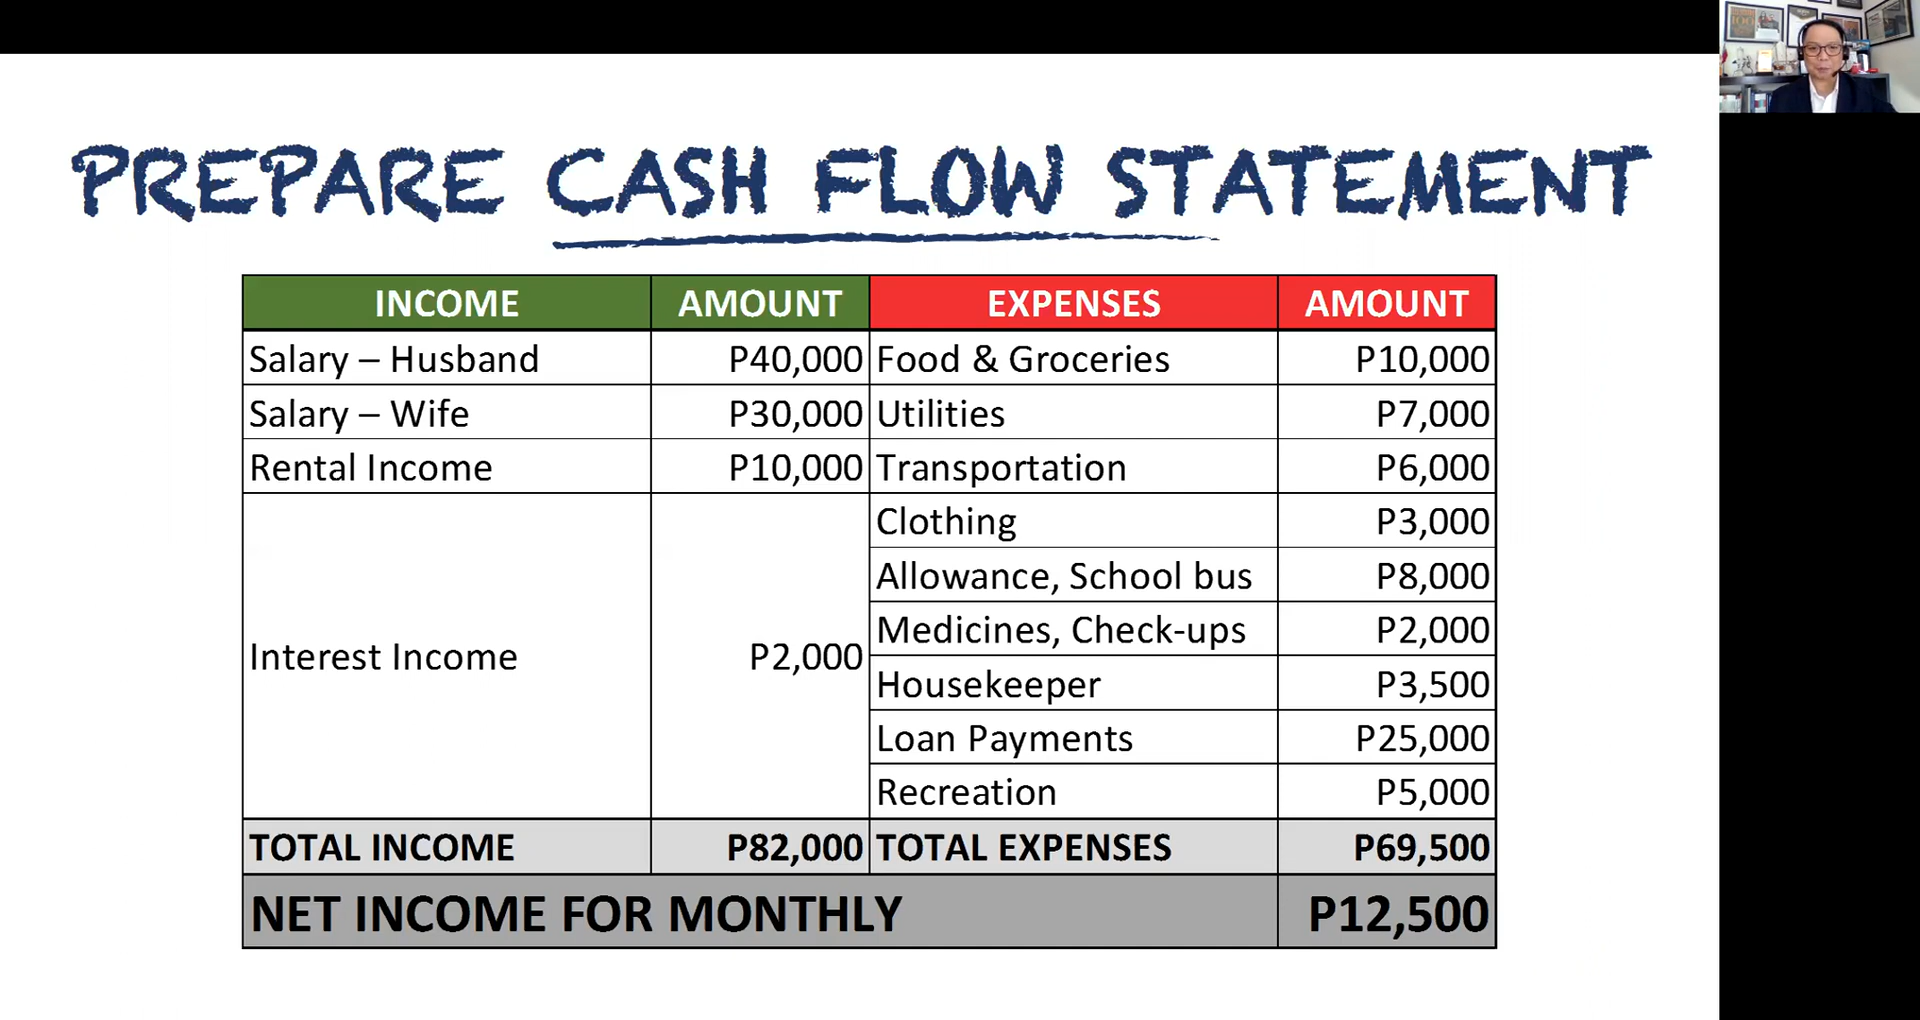 PREPARE CASH FLOW STATEMENT
INCOME AMOUNT EXPENSES AMOUNT
Salary – Husband P40,000 Food & Groceries P10,000
Salary – Wife P30,000 Utilities P7,000
Rental Income P10,000 Transportation P6,000
Clothing P3,000
Allowance, School bus P8,000
Medicines, Check-ups P2,000
Interest Income P2,000
Housekeeper P3,500
Loan Payments P25,000
Recreation P5,000
TOTAL INCOME P82,000 TOTAL EXPENSES P69,500
NET INCOME FOR MONTHLY P12,500